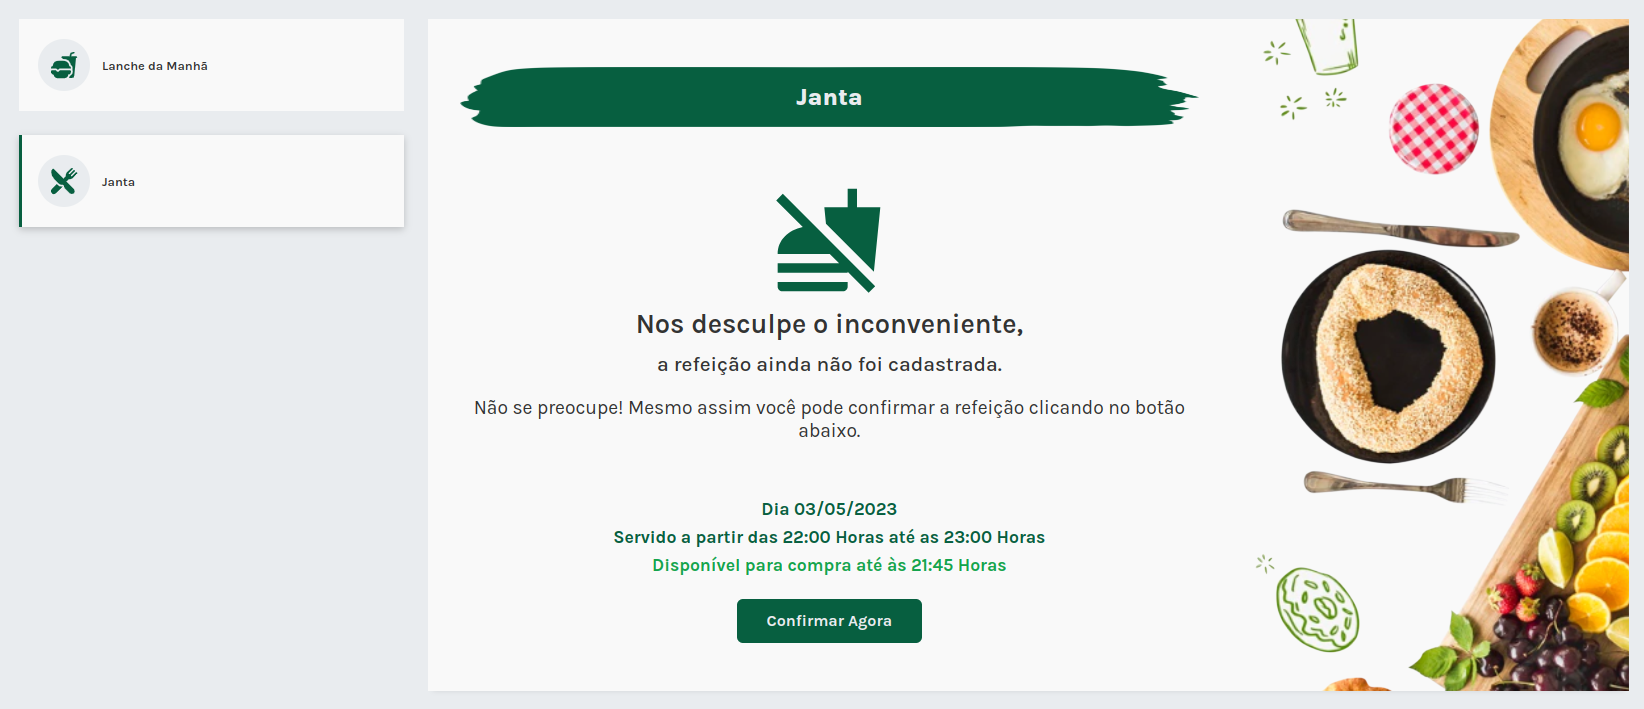 Lanche da Manhã
Janta
Janta
Nos desculpe o inconveniente,
a refeição ainda não foi cadastrada.
Não se preocupe! Mesmo assim você pode confirmar a refeição clicando no botão
abaixo.
Dia 03/05/2023
Servido a partir das 22:00 Horas até as 23:00 Horas
Disponível para compra até às 21:45 Horas
Confirmar Agora